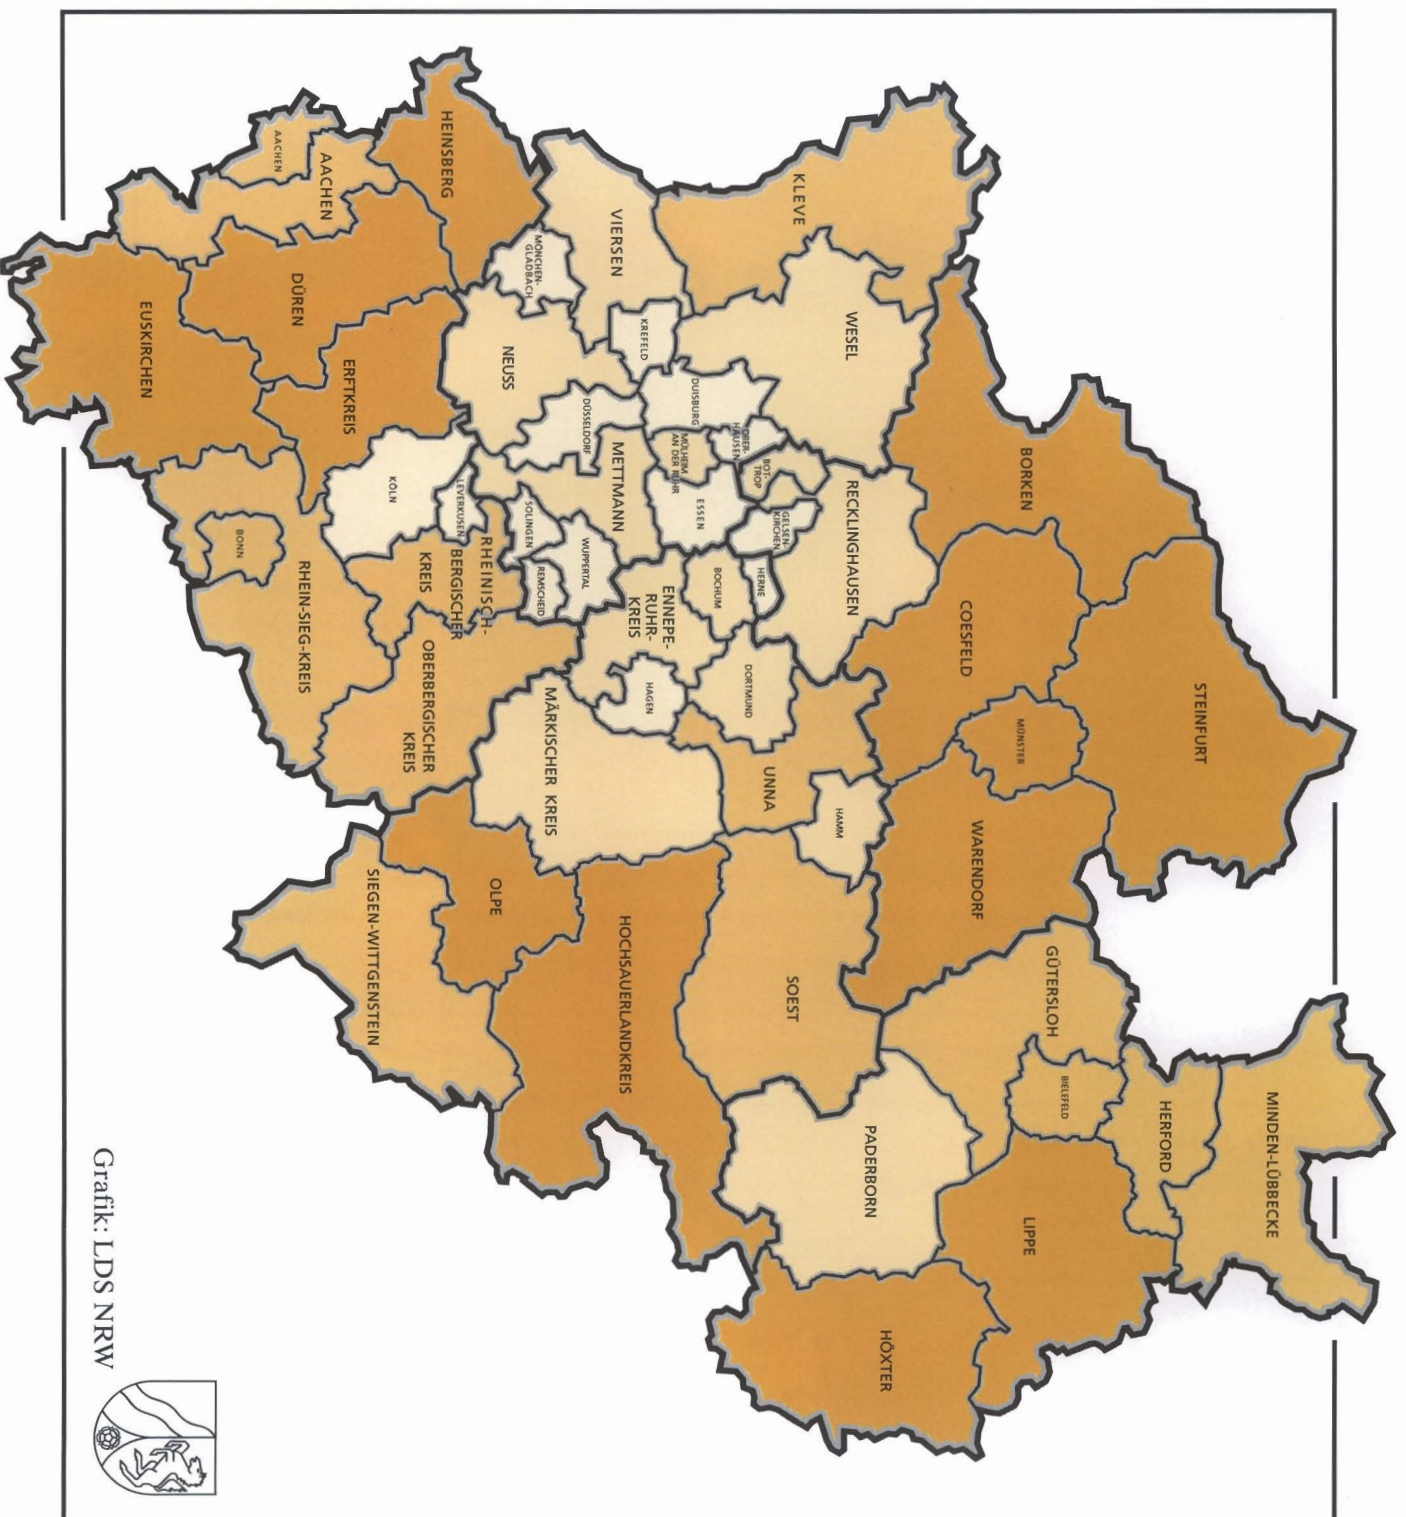 STEINFURT
MINDEN-LÜBBECKE
BORKEN
COESFELD
MÜNSTER
WARENDORF
GÜTERSLOH
BIELEFELD
HERFORD
LIPPE
KLEVE
WESEL
RECKLINGHAUSEN
HAMM
SOEST
PADERBORN
HÖXTER
BOT-
TROP
GELSEN-
KIRCHEN
HERNE
OBER-
HAUSEN
DUISBURG
MÜLHEIM
AN DER RUHR
ESSEN
BOCHUM
DORTMUND
UNNA
VIERSEN
KREFELD
METTMANN
ENNEPE-
RUHR-
KREIS
HAGEN
MÖNCHEN-
GLADBACH
NEUSS
DÜSSELDORF
SOLINGEN
WUPPERTAL
REMSCHEID
MÄRKISCHER KREIS
HOCHSAUERLANDKREIS
HEINSBERG
KÖLN
LEVERKUSEN
RHEINISCH-
BERGISCHER
KREIS
OBERBERGISCHER
KREIS
OLPE
AACHEN
AACHEN
DÜREN
ERFTKREIS
SIEGEN-WITTGENSTEIN
EUSKIRCHEN
BONN
RHEIN-SIEG-KREIS
Grafik: LDS NRW